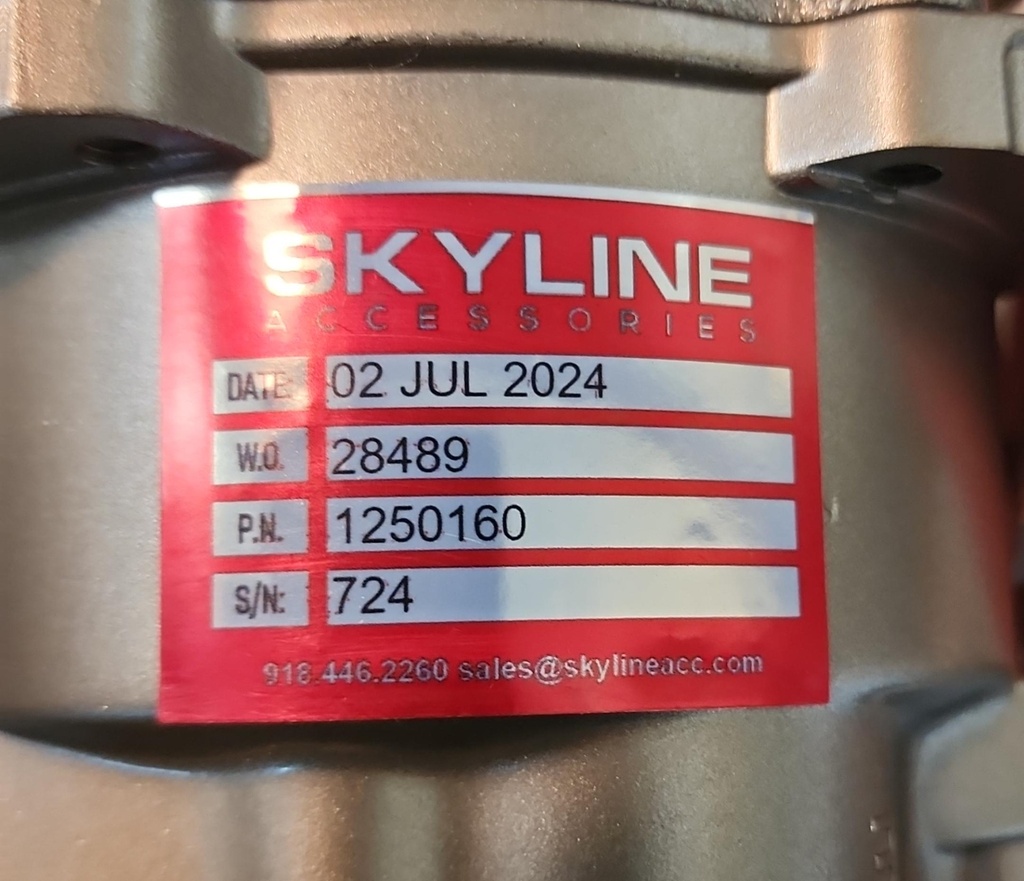 SKYLINE
ACCESSORIES
DATE: 02 JUL 2024
W.O. 28489
P.N. 1250160
S/N: 724
918.446.2260 sales@skylineacc.com